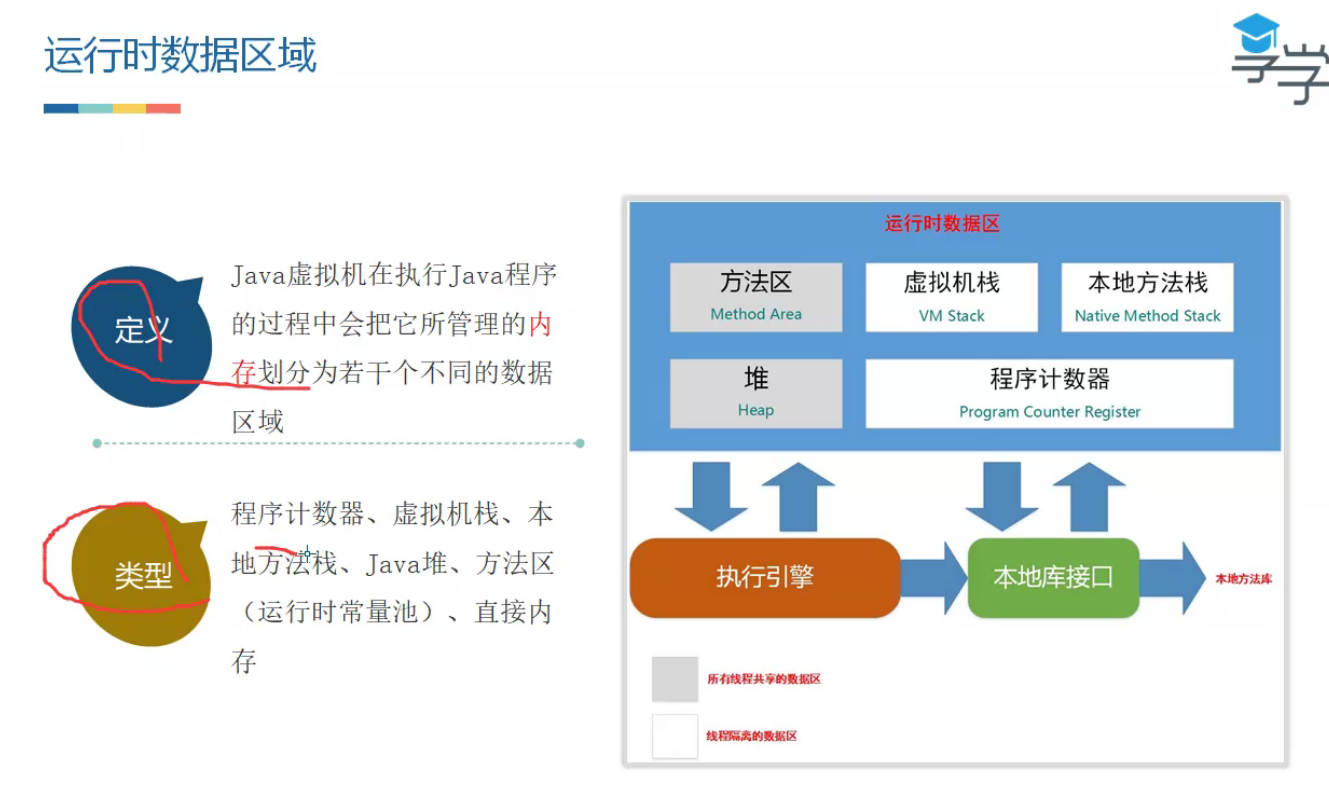 运行时数据区域
享学
Java虚拟机在执行Java程序
的过程中会把它所管理的内
存划分为若干个不同的数据
区域
定义
程序计数器、虚拟机栈、本
地方法栈、Java堆、方法区
（运行时常量池）、直接内
存
类型
运行时数据区
方法区
Method Area
虚拟机栈
VM Stack
本地方法栈
Native Method Stack
堆
Heap
程序计数器
Program Counter Register
执行引擎
本地库接口
本地方法库
所有线程共享的数据区
线程隔离的数据区